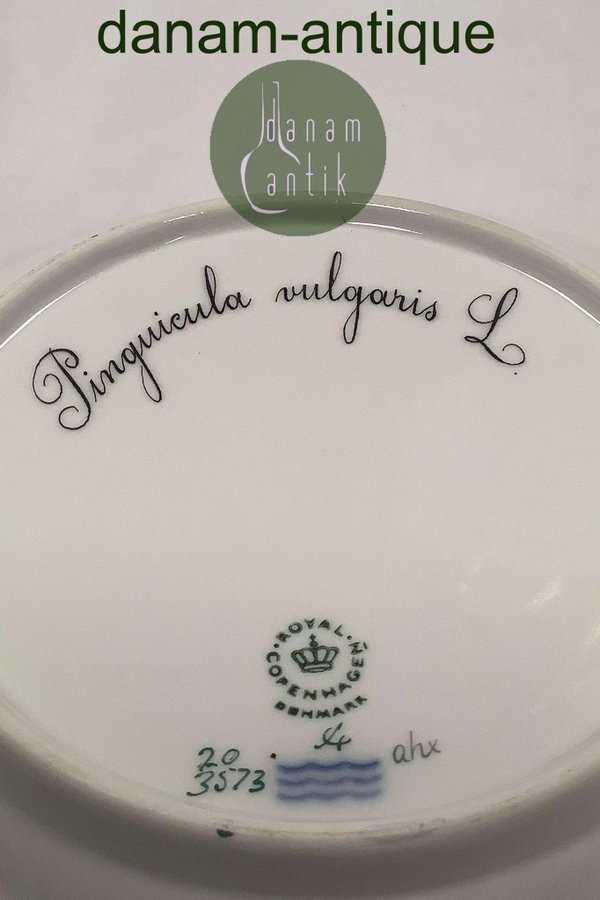 danam-antique
danam
antik
Pinguicula vulgaris L.
ROYAL COPENHAGEN
DENMARK
20
3573
ahx